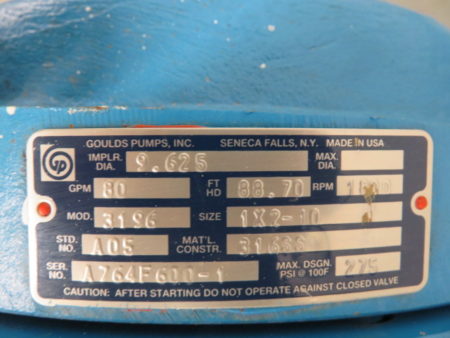 GOULDS PUMPS, INC. SENECA FALLS, N.Y. MADE IN USA
IMPLR. DIA. 9.625 MAX. DIA.
GPM 80 FT HD 88.70 RPM
MOD. 3196 SIZE 1X2-10
STD. NO. A05 MAT'L. CONSTR. 316SS
SER. NO. A764F600-1 MAX. DSGN. PSI @ 100F 275
CAUTION: AFTER STARTING DO NOT OPERATE AGAINST CLOSED VALVE